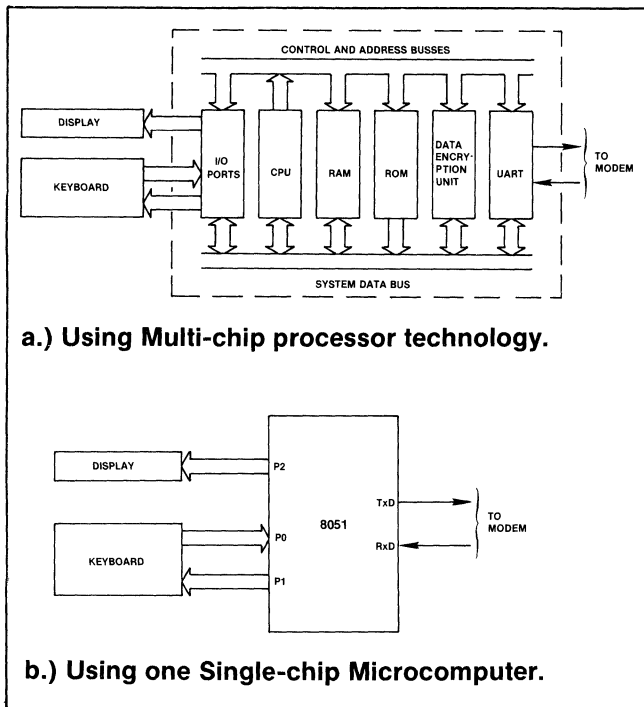 CONTROL AND ADDRESS BUSSES
DISPLAY
KEYBOARD
I/O
PORTS
CPU
RAM
ROM
DATA
ENCRYP-
TION
UNIT
UART
TO
MODEM
SYSTEM DATA BUS
a.) Using Multi-chip processor technology.
DISPLAY
P2
KEYBOARD
P0
P1
8051
TxD
RxD
TO
MODEM
b.) Using one Single-chip Microcomputer.